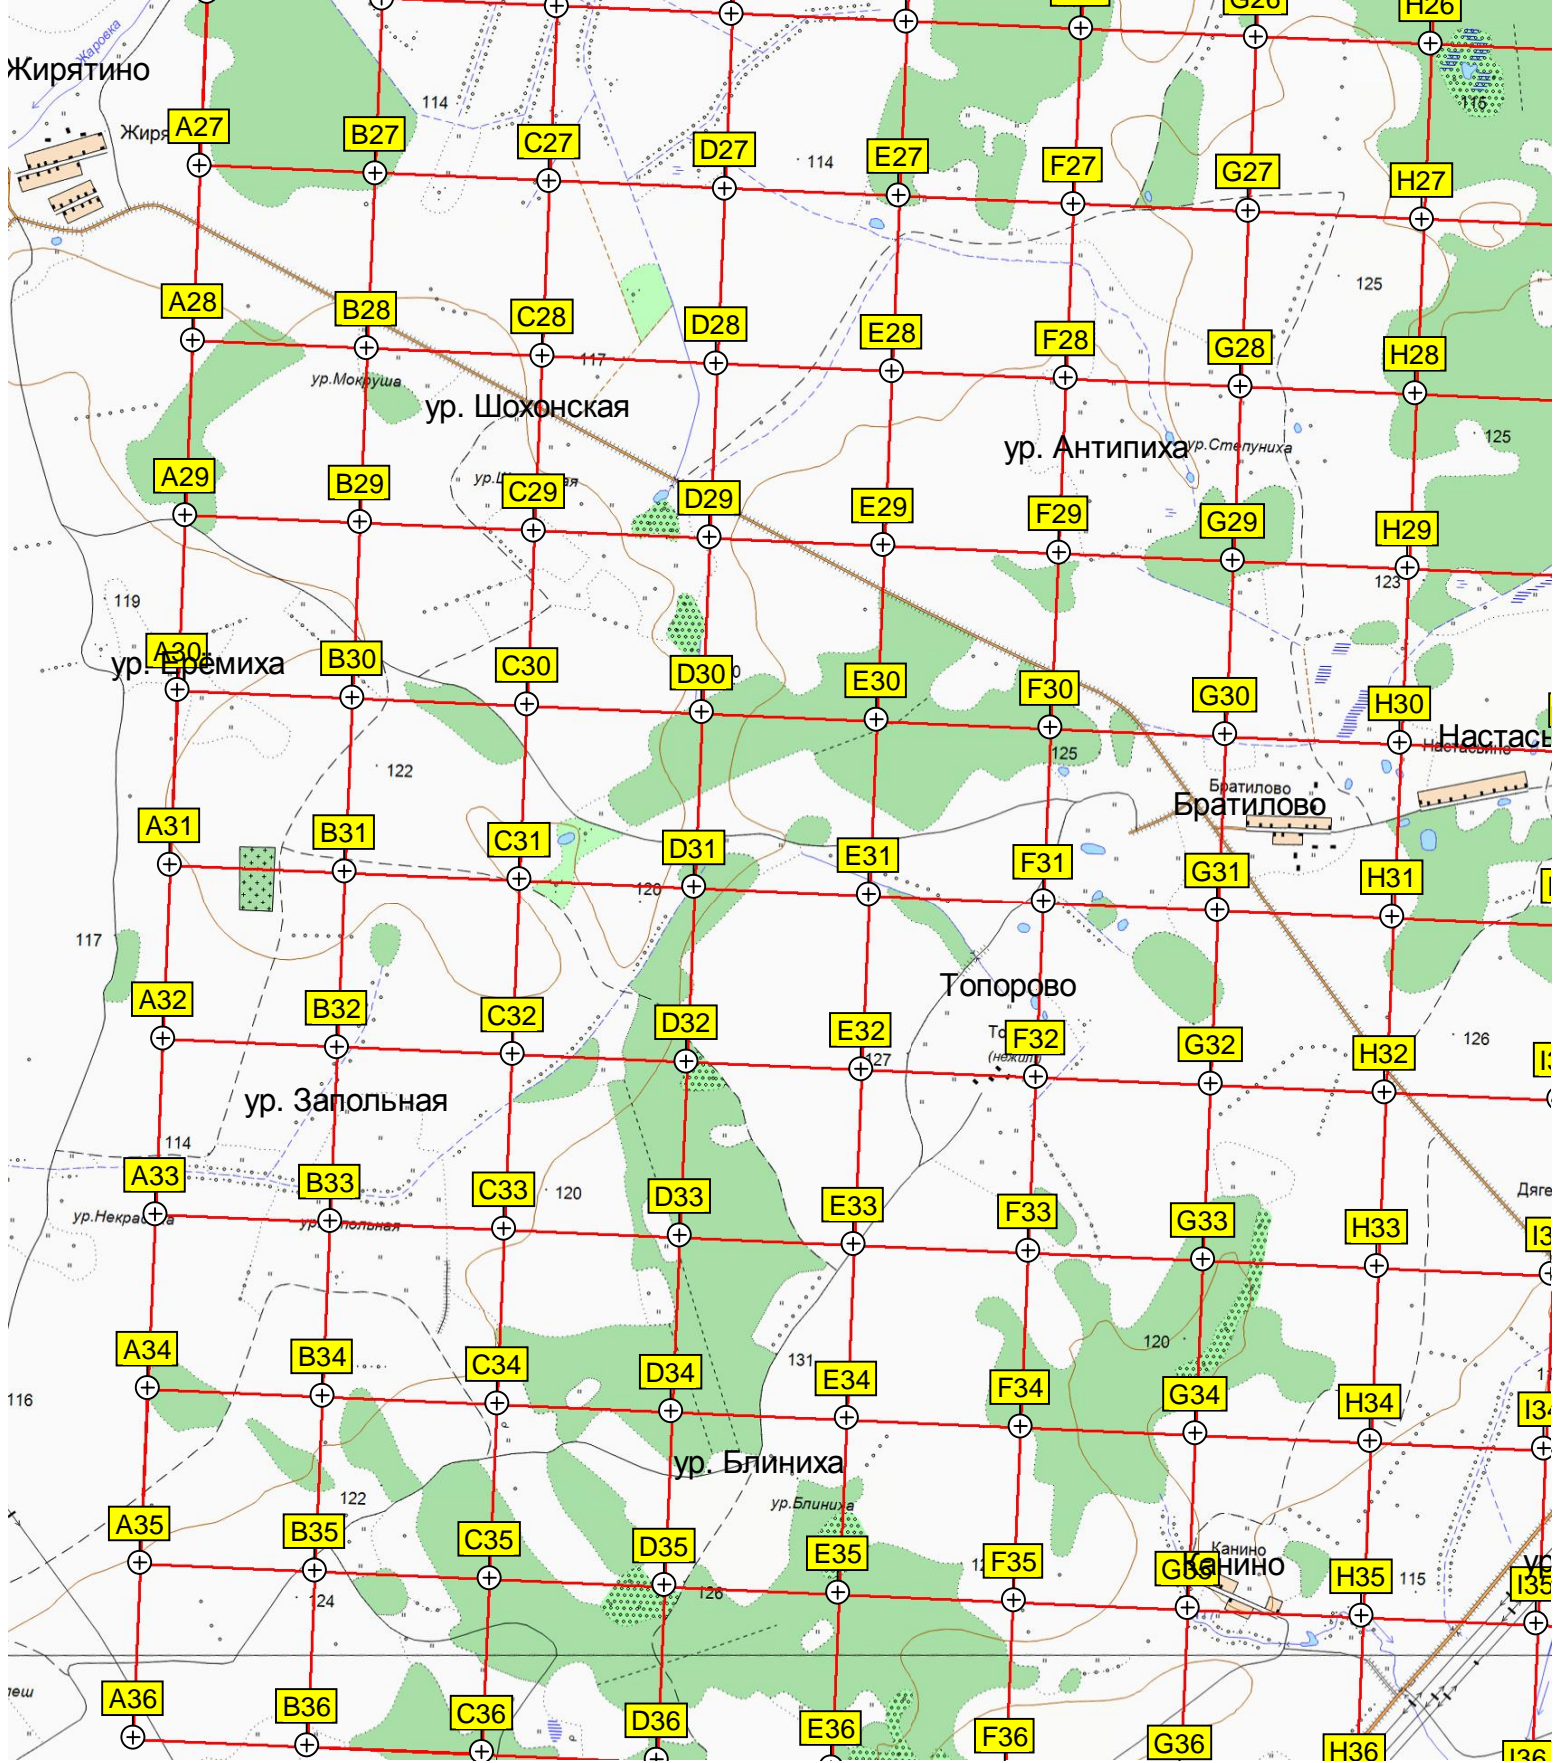 G26
H26
Жаровка
Жирятино
114
116
A27
B27
C27
D27
114
E27
F27
G27
H27
125
A28
B28
C28
117
D28
E28
F28
G28
H28
ур.Мокруша
ур. Шохонская
ур. Антипиха
ур.Степуниха
125
A29
B29
C29
D29
E29
F29
G29
H29
123
119
A30
ур. Ерёмиха
B30
C30
D30
E30
F30
G30
H30
125
122
Братилово
Братилово
Настасьино
A31
B31
C31
D31
E31
F31
G31
H31
120
117
Топорово
A32
B32
C32
D32
E32
127
F32
G32
H32
126
ур. Запольная
114
A33
B33
C33
120
D33
E33
F33
G33
H33
120
A34
B34
C34
D34
131
E34
F34
G34
H34
116
ур. Блиниха
ур.Блиниха
122
A35
B35
C35
D35
E35
F35
G35
Канино
Канино
H35
115
I35
124
126
A36
B36
C36
D36
E36
F36
G36
H36
I36